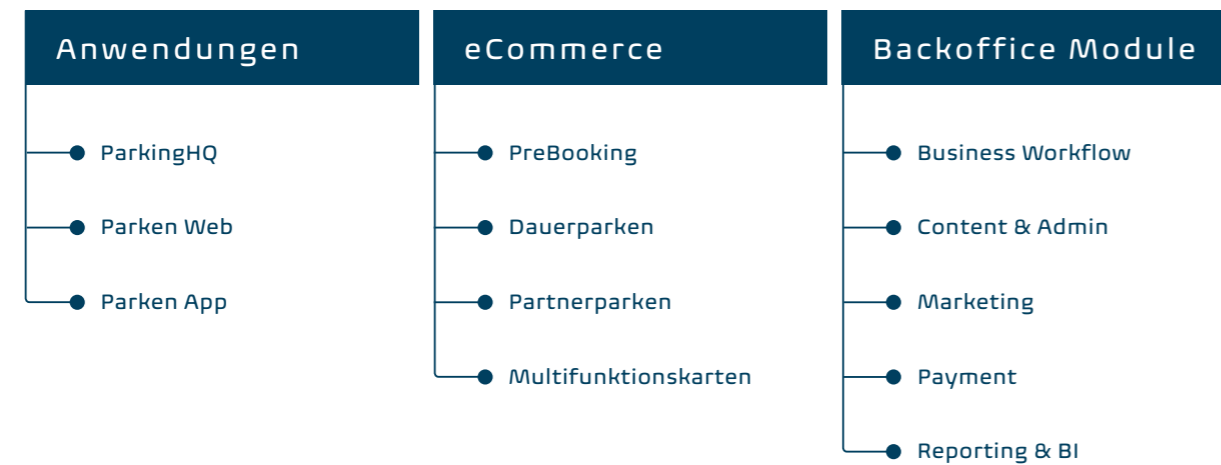 Anwendungen
ParkingHQ
Parken Web
Parken App
eCommerce
PreBooking
Dauerparken
Partnerparken
Multifunktionskarten
Backoffice Module
Business Workflow
Content & Admin
Marketing
Payment
Reporting & BI